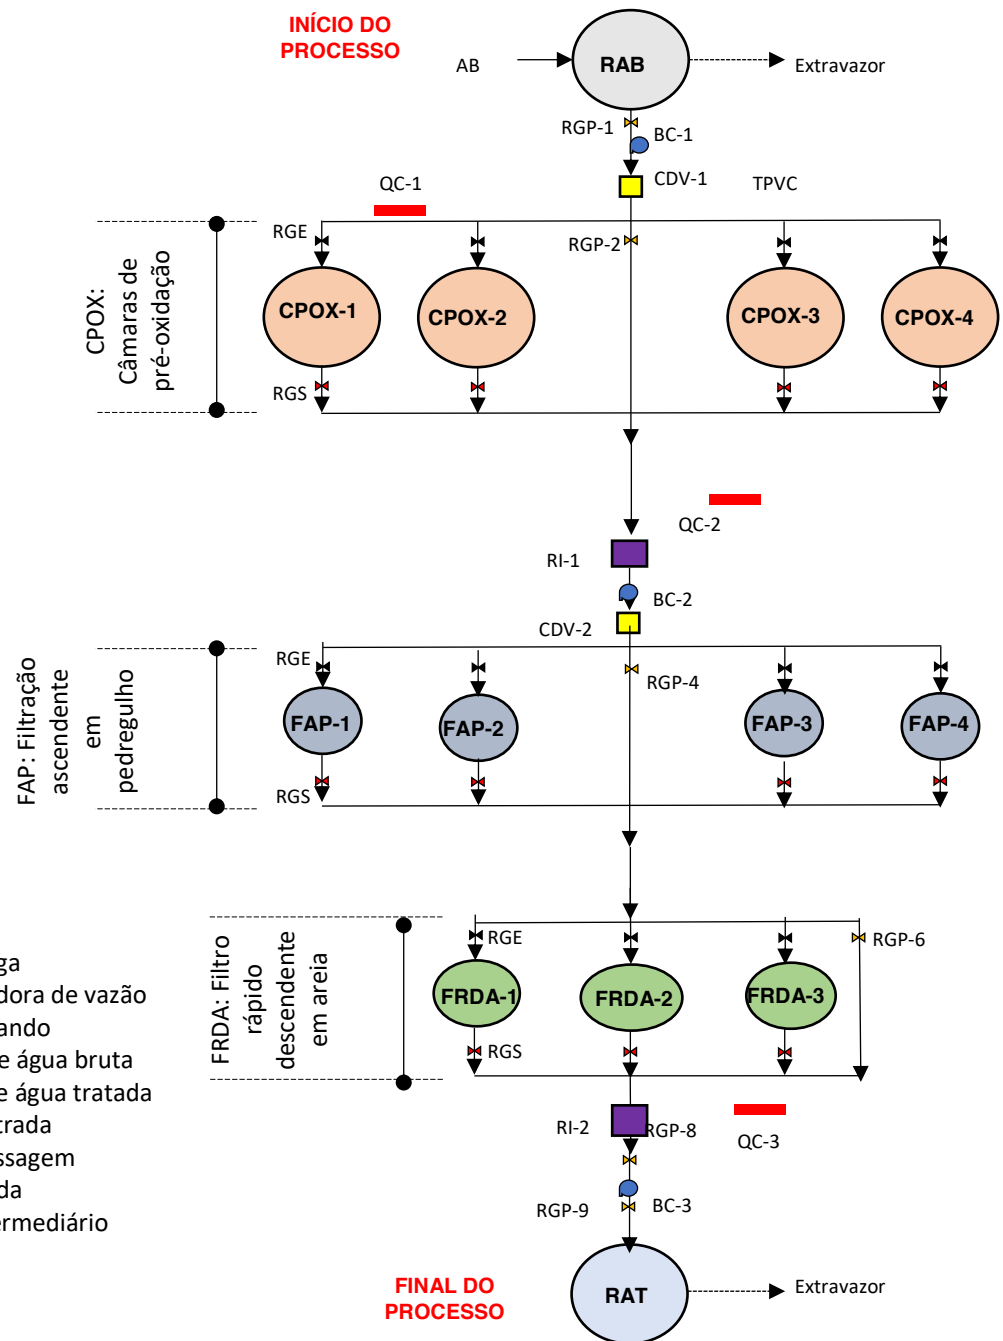 INÍCIO DO
PROCESSO
AB
RAB
Extravazor
RGP-1
BC-1
CDV-1
TPVC
QC-1
RGE
RGP-2
CPOX:
Câmaras de
pré-oxidação
CPOX-1
CPOX-2
CPOX-3
CPOX-4
RGS
QC-2
RI-1
BC-2
CDV-2
RGE
RGP-4
FAP: Filtração
ascendente
em
pedregulho
FAP-1
FAP-2
FAP-3
FAP-4
RGS
RGE
RGP-6
FRDA: Filtro
rápido
descendente
em areia
FRDA-1
FRDA-2
FRDA-3
RGS
ga
dora de vazão
ando
e água bruta
e água tratada
trada
ssagem
da
ermediário
RI-2
RGP-8
QC-3
RGP-9
BC-3
FINAL DO
PROCESSO
RAT
Extravazor